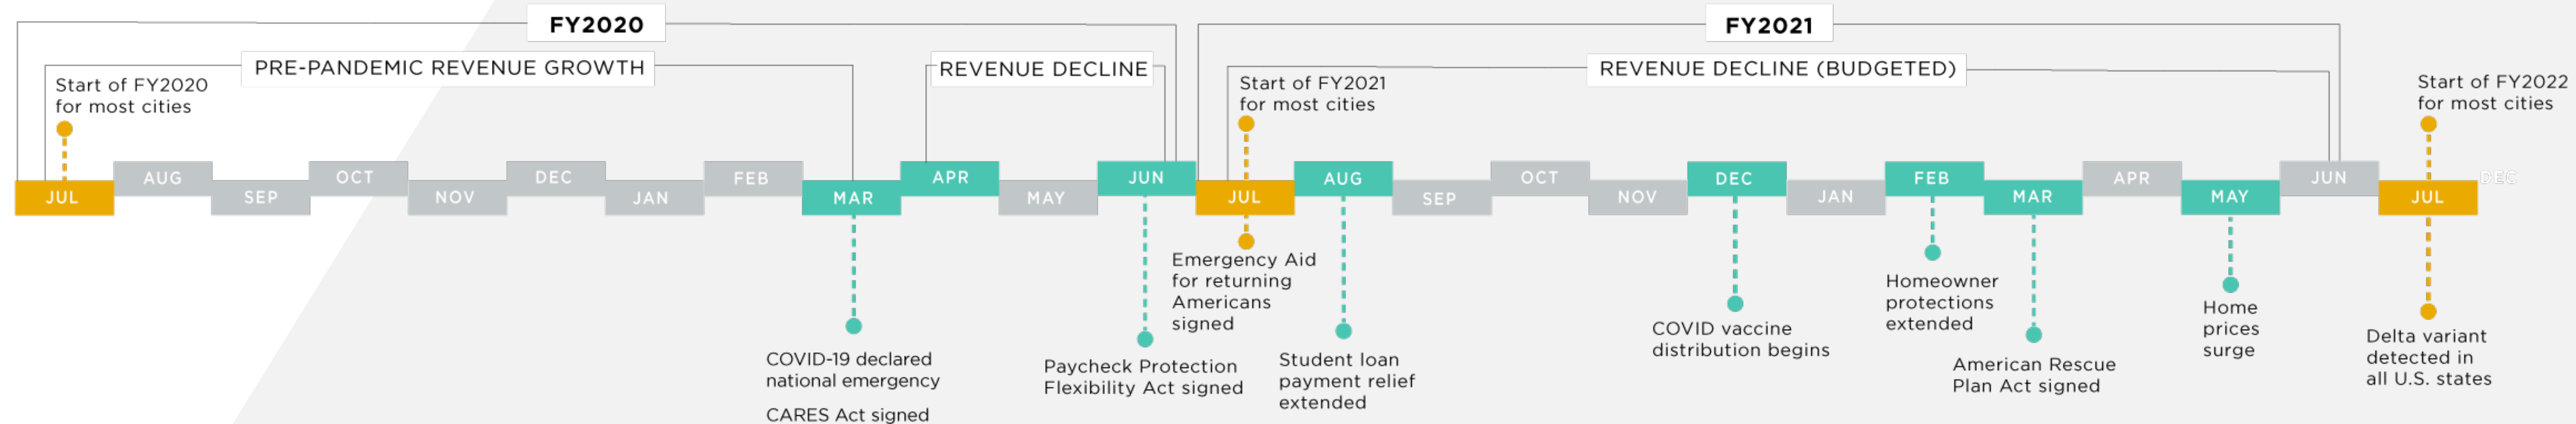 FY2020
FY2021
PRE-PANDEMIC REVENUE GROWTH
REVENUE DECLINE
REVENUE DECLINE (BUDGETED)
Start of FY2020
for most cities
Start of FY2021
for most cities
Start of FY2022
for most cities
JUL
AUG
SEP
OCT
NOV
DEC
JAN
FEB
MAR
APR
MAY
JUN
JUL
AUG
SEP
OCT
NOV
DEC
JAN
FEB
MAR
APR
MAY
JUN
JUL
DEC
COVID-19 declared
national emergency
CARES Act signed
Paycheck Protection
Flexibility Act signed
Emergency Aid
for returning
Americans
signed
Student loan
payment relief
extended
COVID vaccine
distribution begins
Homeowner
protections
extended
American Rescue
Plan Act signed
Home
prices
surge
Delta variant
detected in
all U.S. states